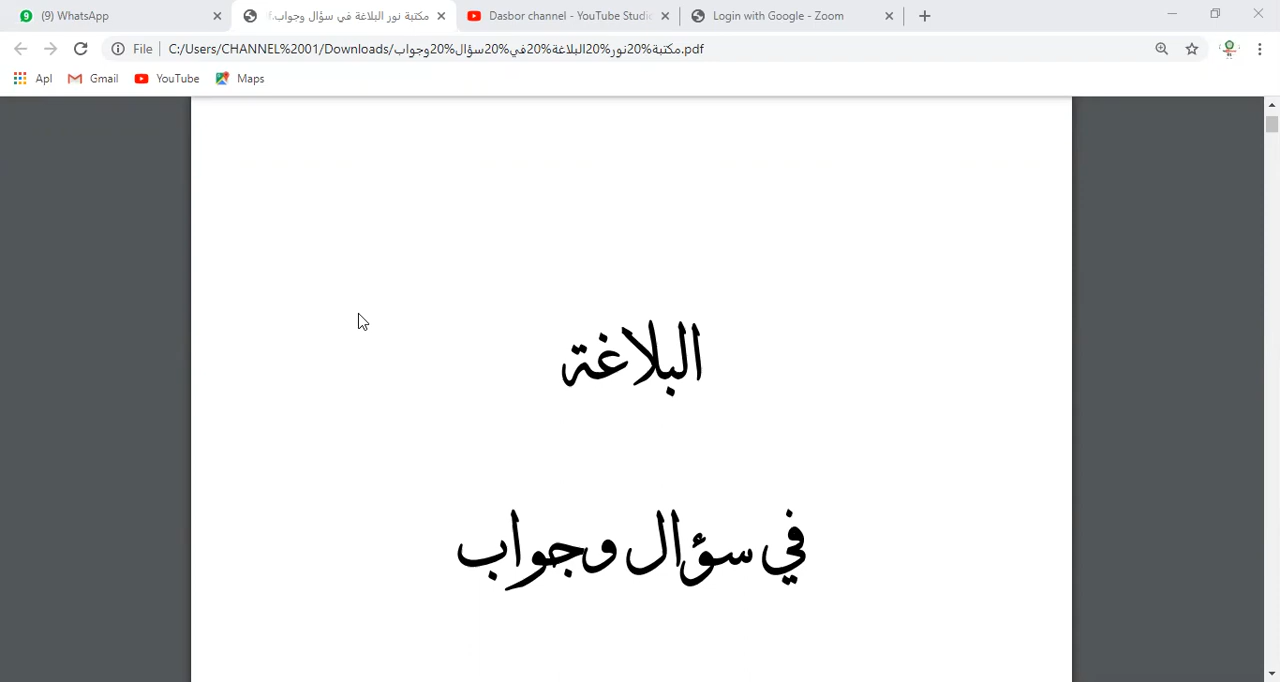 (9) WhatsApp
مكتبة نور البلاغة في سؤال وجواب.f
Dasbor channel - YouTube Studi
Login with Google - Zoom
File
C:/Users/CHANNEL%2001/Downloads/مكتبة%20نور%20البلاغة%20في%20سؤال%20وجواب.pdf
Apl
Gmail
YouTube
Maps
البلاغة
في سؤال وجواب